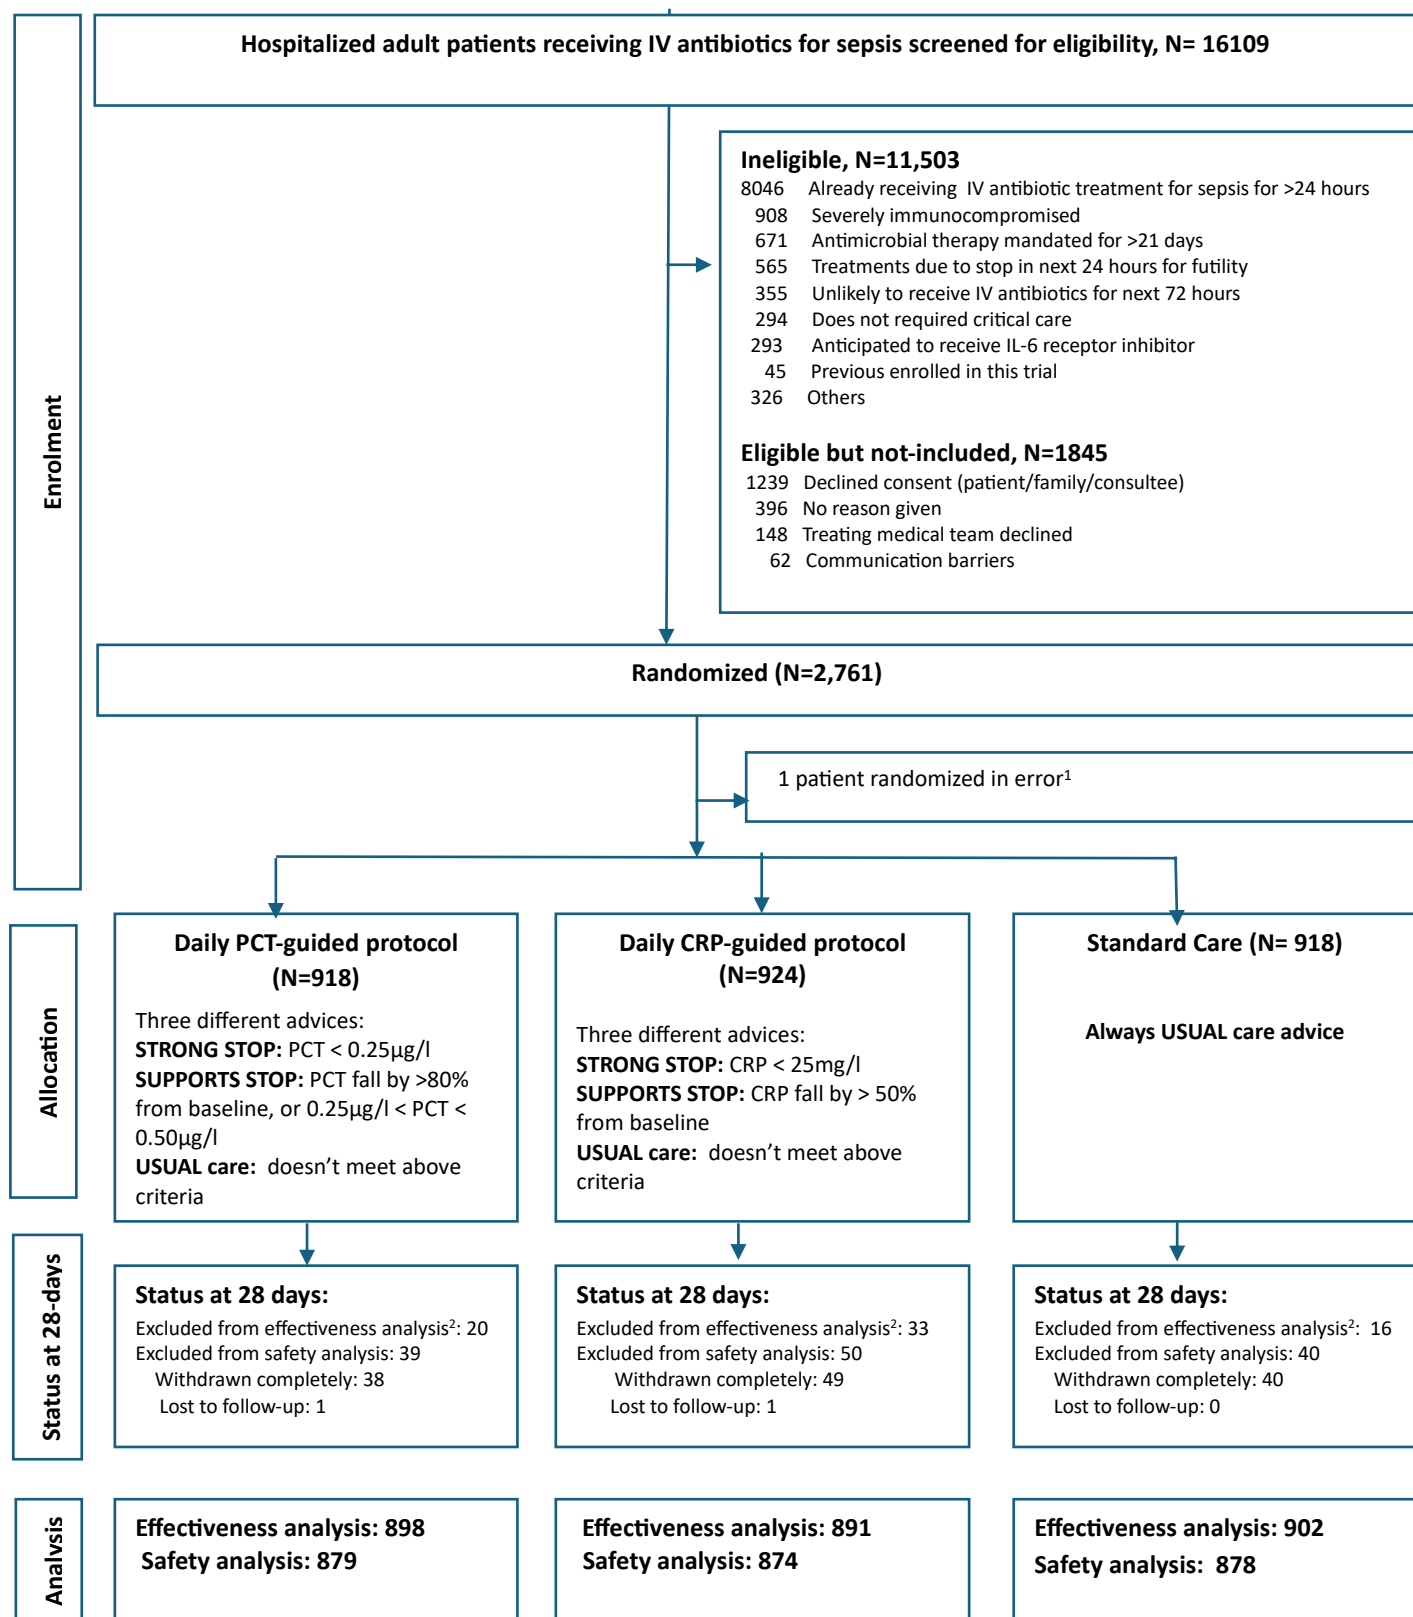 Hospitalized adult patients receiving IV antibiotics for sepsis screened for eligibility, N= 16109
Enrolment
Ineligible, N=11,503
8046 Already receiving IV antibiotic treatment for sepsis for >24 hours
908 Severely immunocompromised
671 Antimicrobial therapy mandated for >21 days
565 Treatments due to stop in next 24 hours for futility
355 Unlikely to receive IV antibiotics for next 72 hours
294 Does not required critical care
293 Anticipated to receive IL-6 receptor inhibitor
45 Previous enrolled in this trial
326 Others
Eligible but not-included, N=1845
1239 Declined consent (patient/family/consultee)
396 No reason given
148 Treating medical team declined
62 Communication barriers
Randomized (N=2,761)
1 patient randomized in error¹
Allocation
Daily PCT-guided protocol
(N=918)
Three different advices:
STRONG STOP: PCT < 0.25µg/l
SUPPORTS STOP: PCT fall by >80%
from baseline, or 0.25µg/l < PCT <
0.50µg/l
USUAL care: doesn't meet above
criteria
Daily CRP-guided protocol
(N=924)
Three different advices:
STRONG STOP: CRP < 25mg/l
SUPPORTS STOP: CRP fall by > 50%
from baseline
USUAL care: doesn't meet above
criteria
Standard Care (N= 918)
Always USUAL care advice
Status at 28-days
Status at 28 days:
Excluded from effectiveness analysis²: 20
Excluded from safety analysis: 39
Withdrawn completely: 38
Lost to follow-up: 1
Status at 28 days:
Excluded from effectiveness analysis²: 33
Excluded from safety analysis: 50
Withdrawn completely: 49
Lost to follow-up: 1
Status at 28 days:
Excluded from effectiveness analysis²: 16
Excluded from safety analysis: 40
Withdrawn completely: 40
Lost to follow-up: 0
Analysis
Effectiveness analysis: 898
Safety analysis: 879
Effectiveness analysis: 891
Safety analysis: 874
Effectiveness analysis: 902
Safety analysis: 878